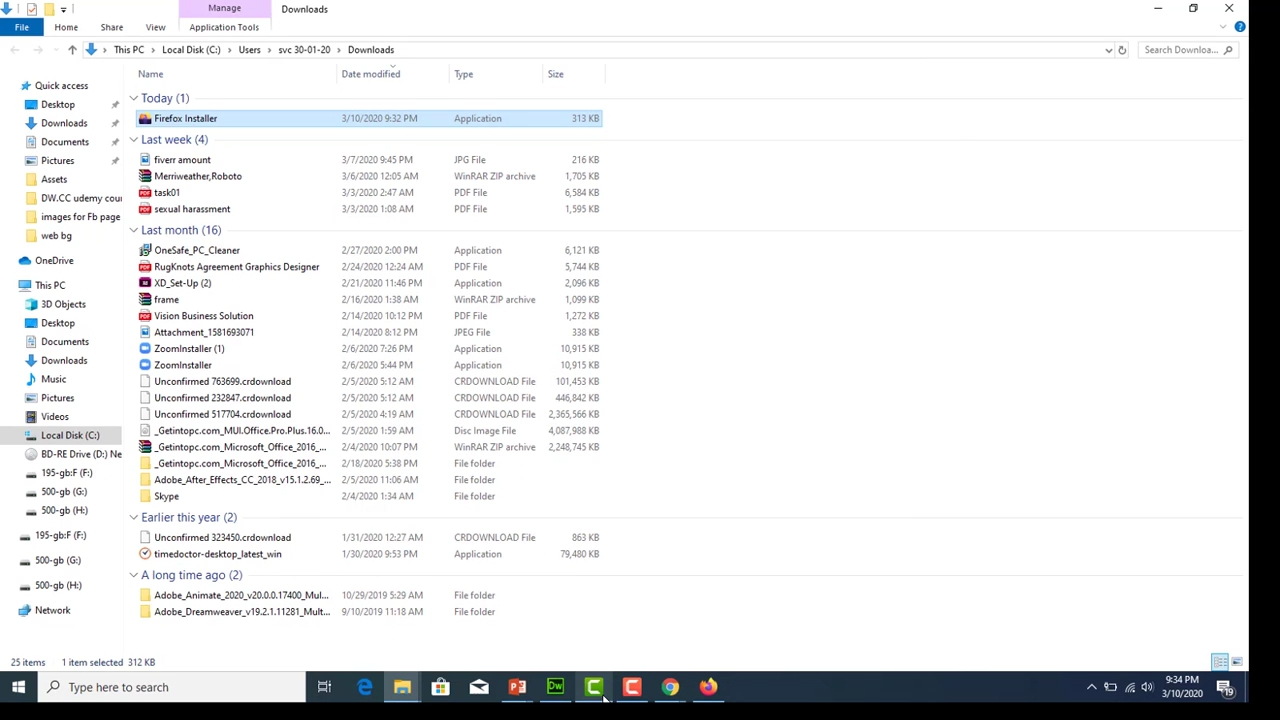 Manage
Downloads
File
Home
Share
View
Application Tools
This PC
Local Disk (C:)
Users
svc 30-01-20
Downloads
Search Downloa...
Name
Date modified
Type
Size
Quick access
Desktop
Downloads
Documents
Pictures
Assets
DW.CC udemy cou
images for Fb page
web bg
OneDrive
This PC
3D Objects
Desktop
Documents
Downloads
Music
Pictures
Videos
Local Disk (C:)
BD-RE Drive (D:) Ne
195-gb:F (F:)
500-gb (G:)
500-gb (H:)
195-gb:F (F:)
500-gb (G:)
500-gb (H:)
Network
Today (1)
Firefox Installer 3/10/2020 9:32 PM Application 313 KB
Last week (4)
fiverr amount 3/7/2020 9:45 PM JPG File 216 KB
Merriweather,Roboto 3/6/2020 12:05 AM WinRAR ZIP archive 1,705 KB
task01 3/3/2020 2:47 AM PDF File 6,584 KB
sexual harassment 3/3/2020 1:08 AM PDF File 1,595 KB
Last month (16)
OneSafe_PC_Cleaner 2/27/2020 2:00 PM Application 6,121 KB
RugKnots Agreement Graphics Designer 2/24/2020 12:24 AM PDF File 5,744 KB
XD_Set-Up (2) 2/21/2020 11:46 PM Application 2,096 KB
frame 2/16/2020 1:38 AM WinRAR ZIP archive 1,099 KB
Vision Business Solution 2/14/2020 10:12 PM PDF File 1,272 KB
Attachment_1581693071 2/14/2020 8:12 PM JPEG File 338 KB
ZoomInstaller (1) 2/6/2020 7:26 PM Application 10,915 KB
ZoomInstaller 2/6/2020 5:44 PM Application 10,915 KB
Unconfirmed 763699.crdownload 2/5/2020 5:12 AM CRDOWNLOAD File 101,453 KB
Unconfirmed 232847.crdownload 2/5/2020 5:12 AM CRDOWNLOAD File 446,842 KB
Unconfirmed 517704.crdownload 2/5/2020 4:19 AM CRDOWNLOAD File 2,365,566 KB
_Getintopc.com_MUI.Office.Pro.Plus.16.0... 2/5/2020 1:59 AM Disc Image File 4,087,988 KB
_Getintopc.com_Microsoft_Office_2016_... 2/4/2020 10:07 PM WinRAR ZIP archive 2,248,745 KB
_Getintopc.com_Microsoft_Office_2016_... 2/18/2020 5:38 PM File folder
Adobe_After_Effects_CC_2018_v15.1.2.69_... 2/5/2020 11:06 AM File folder
Skype 2/4/2020 1:34 AM File folder
Earlier this year (2)
Unconfirmed 323450.crdownload 1/31/2020 12:27 AM CRDOWNLOAD File 863 KB
timedoctor-desktop_latest_win 1/30/2020 9:53 PM Application 79,480 KB
A long time ago (2)
Adobe_Animate_2020_v20.0.0.17400_Mul... 10/29/2019 5:29 AM File folder
Adobe_Dreamweaver_v19.2.1.11281_Mult... 9/10/2019 11:18 AM File folder
25 items 1 item selected 312 KB
Type here to search
Dw
9:34 PM
3/10/2020
19